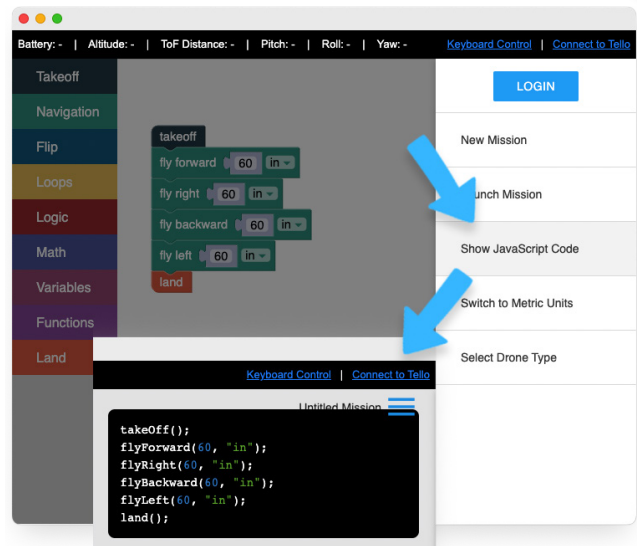 Battery: - | Altitude: - | ToF Distance: - | Pitch: - | Roll: - | Yaw: - Keyboard Control | Connect to Tello
Takeoff
Navigation
Flip
Loops
Logic
Math
Variables
Functions
Land
takeoff
fly forward 60 in
fly right 60 in
fly backward 60 in
fly left 60 in
land
LOGIN
New Mission
unch Mission
Show JavaScript Code
Switch to Metric Units
Select Drone Type
Keyboard Control | Connect to Tello
Untitled Mission
takeOff();
flyForward(60, "in");
flyRight(60, "in");
flyBackward(60, "in");
flyLeft(60, "in");
land();